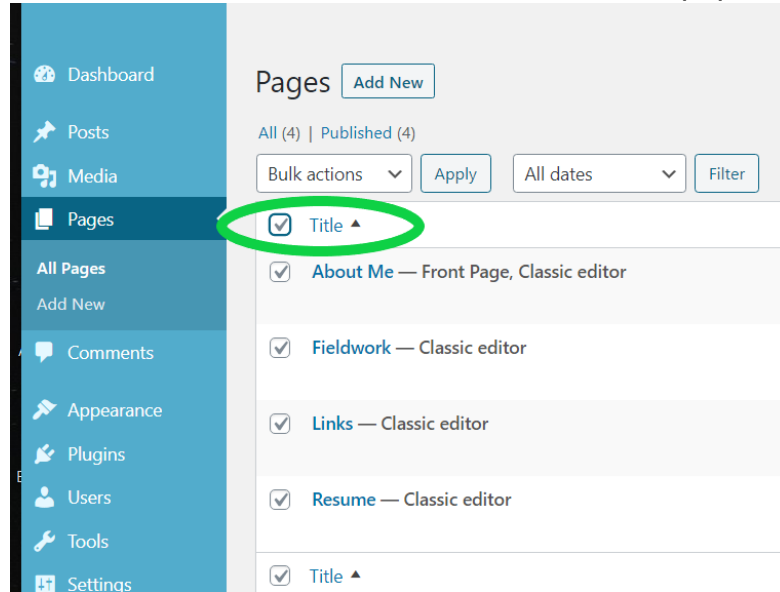 Dashboard
Posts
Media
Pages
All Pages
Add New
Comments
Appearance
Plugins
Users
Tools
Settings
Pages Add New
All (4) | Published (4)
Bulk actions Apply All dates Filter
Title
About Me — Front Page, Classic editor
Fieldwork — Classic editor
Links — Classic editor
Resume — Classic editor
Title